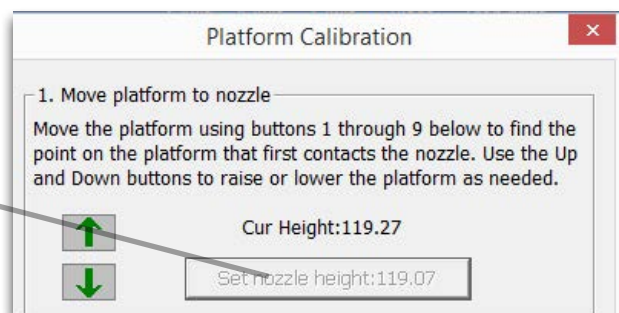 Platform Calibration
1. Move platform to nozzle
Move the platform using buttons 1 through 9 below to find the
point on the platform that first contacts the nozzle. Use the Up
and Down buttons to raise or lower the platform as needed.
Cur Height:119.27
Set nozzle height:119.07